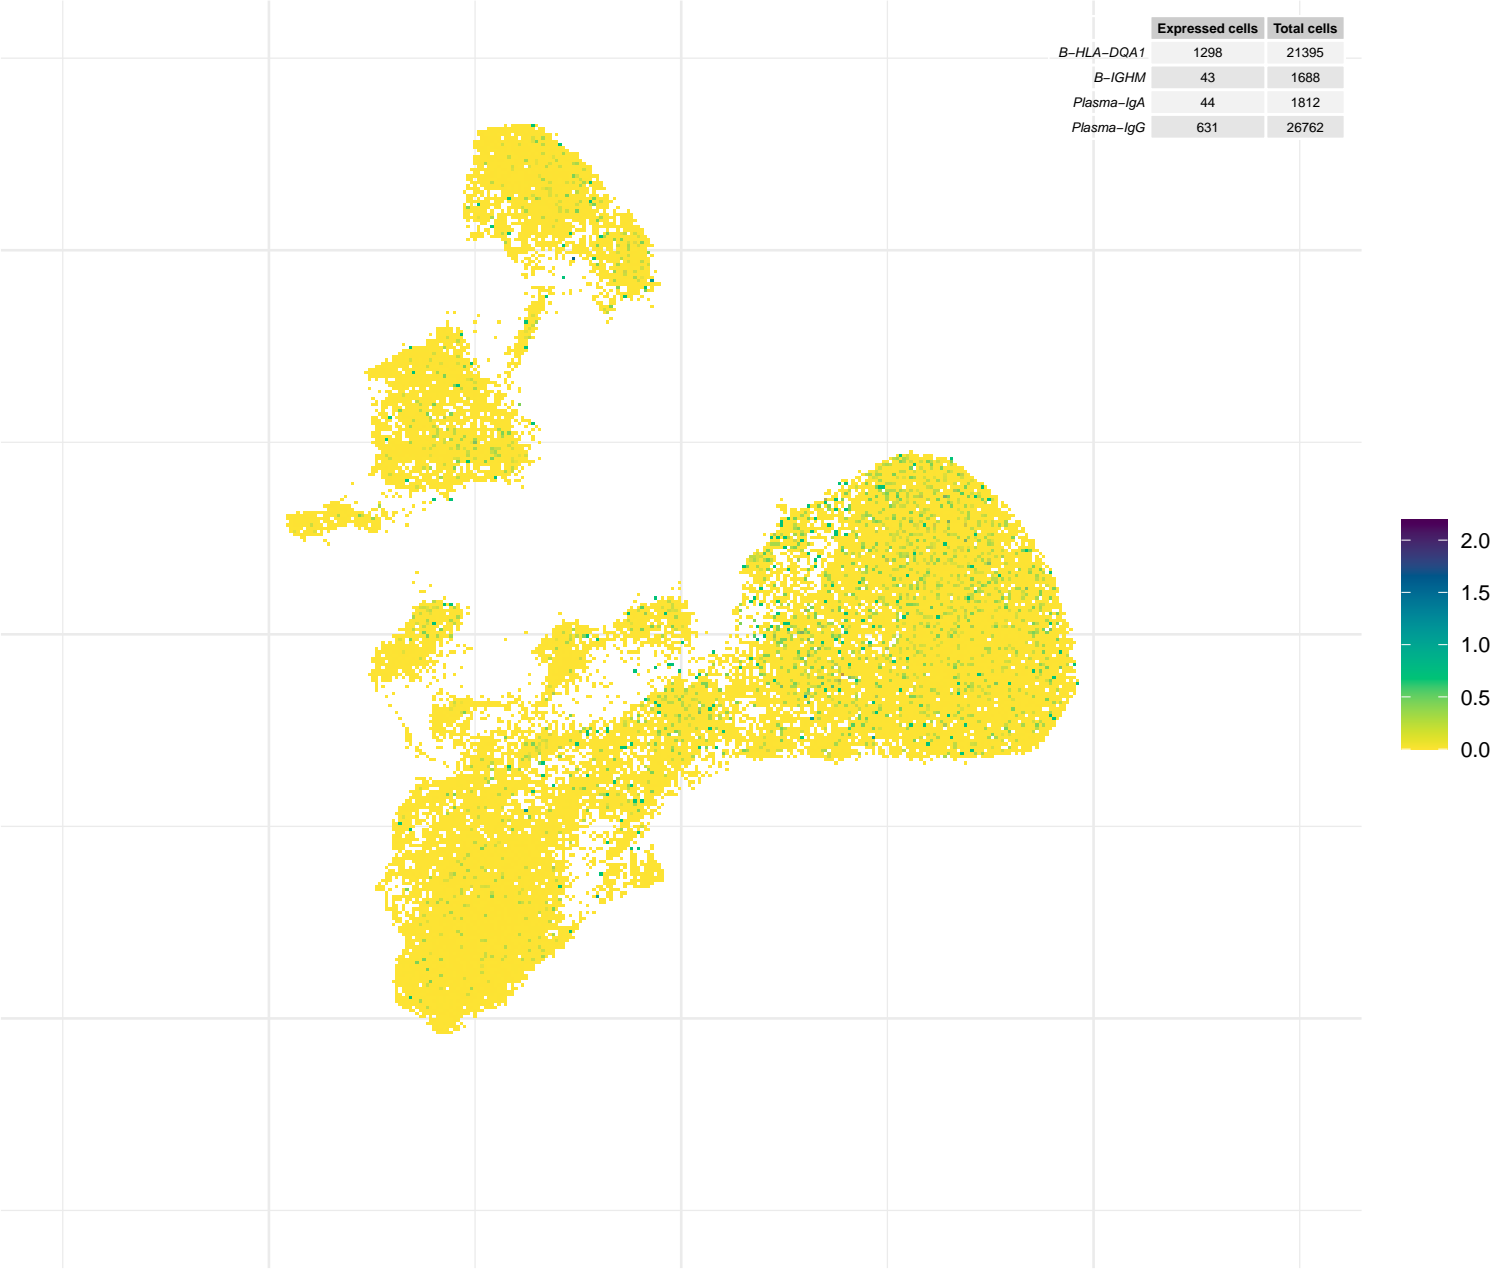 Expressed cells Total cells
B−HLA−DQA1 1298 21395
B−IGHM 43 1688
Plasma−IgA 44 1812
Plasma−IgG 631 26762
2.0
1.5
1.0
0.5
0.0